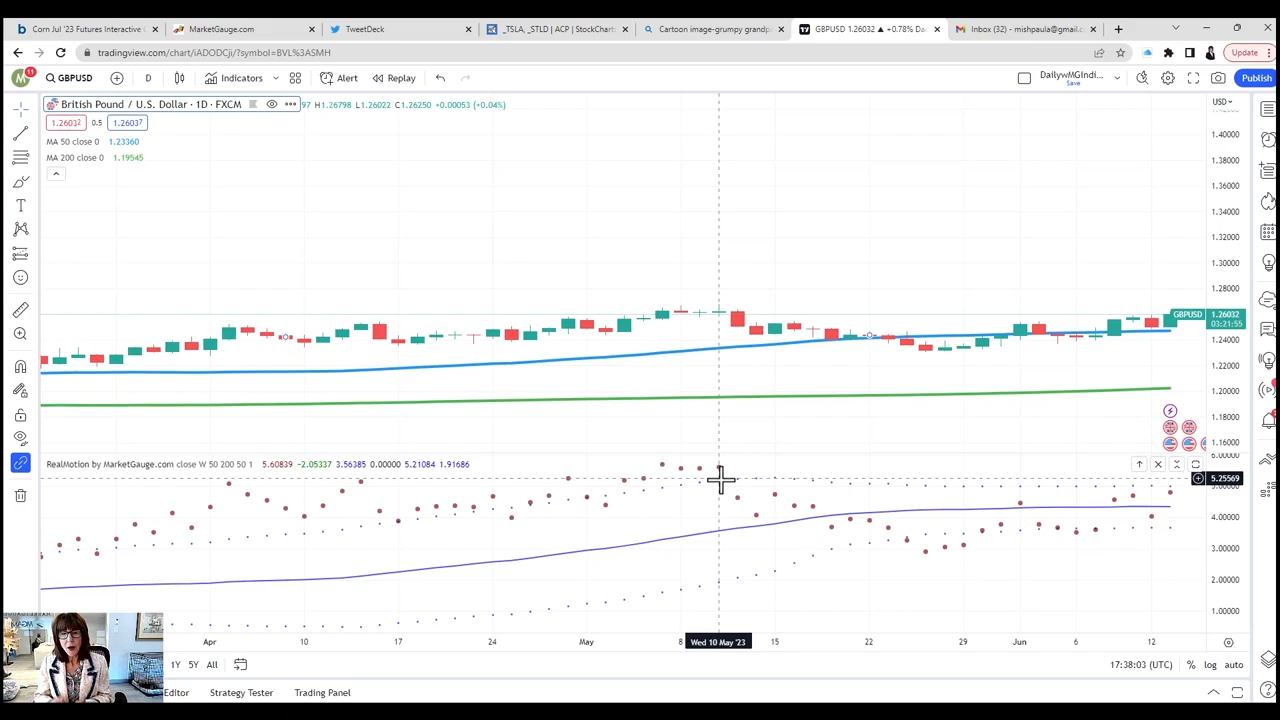 Corn Jul '23 Futures Interactive
MarketGauge.com
TweetDeck
_TSLA, _STLD | ACP | StockCharts
Cartoon image-grumpy grandp
GBPUSD 1.26032 ▲ +0.78% Da
Inbox (32) - mishpaula@gmail.c
tradingview.com/chart/iADODCji/?symbol=BVL%3ASMH
Update
M 11 GBPUSD D Indicators Alert Replay DailywMGIndi... Save Publish
British Pound / U.S. Dollar · 1D · FXCM 97 H1.26798 L1.26022 C1.26250 +0.00053 (+0.04%) USD
1.26032 0.5 1.26037
MA 50 close 0 1.23360
MA 200 close 0 1.19545
1.40000
1.38000
1.36000
1.34000
1.32000
1.30000
1.28000
GBPUSD 1.26032
03:21:55
1.24000
1.22000
1.20000
1.18000
1.16000
RealMotion by MarketGauge.com close W 50 200 50 1 5.60839 −2.05337 3.56385 0.00000 5.21084 1.91686
6.00000
5.25569
5.00000
4.00000
3.00000
2.00000
1.00000
Apr 10 17 24 May 8 Wed 10 May '23 15 22 29 Jun 6 12
1Y 5Y All 17:38:03 (UTC) % log auto
Editor Strategy Tester Trading Panel